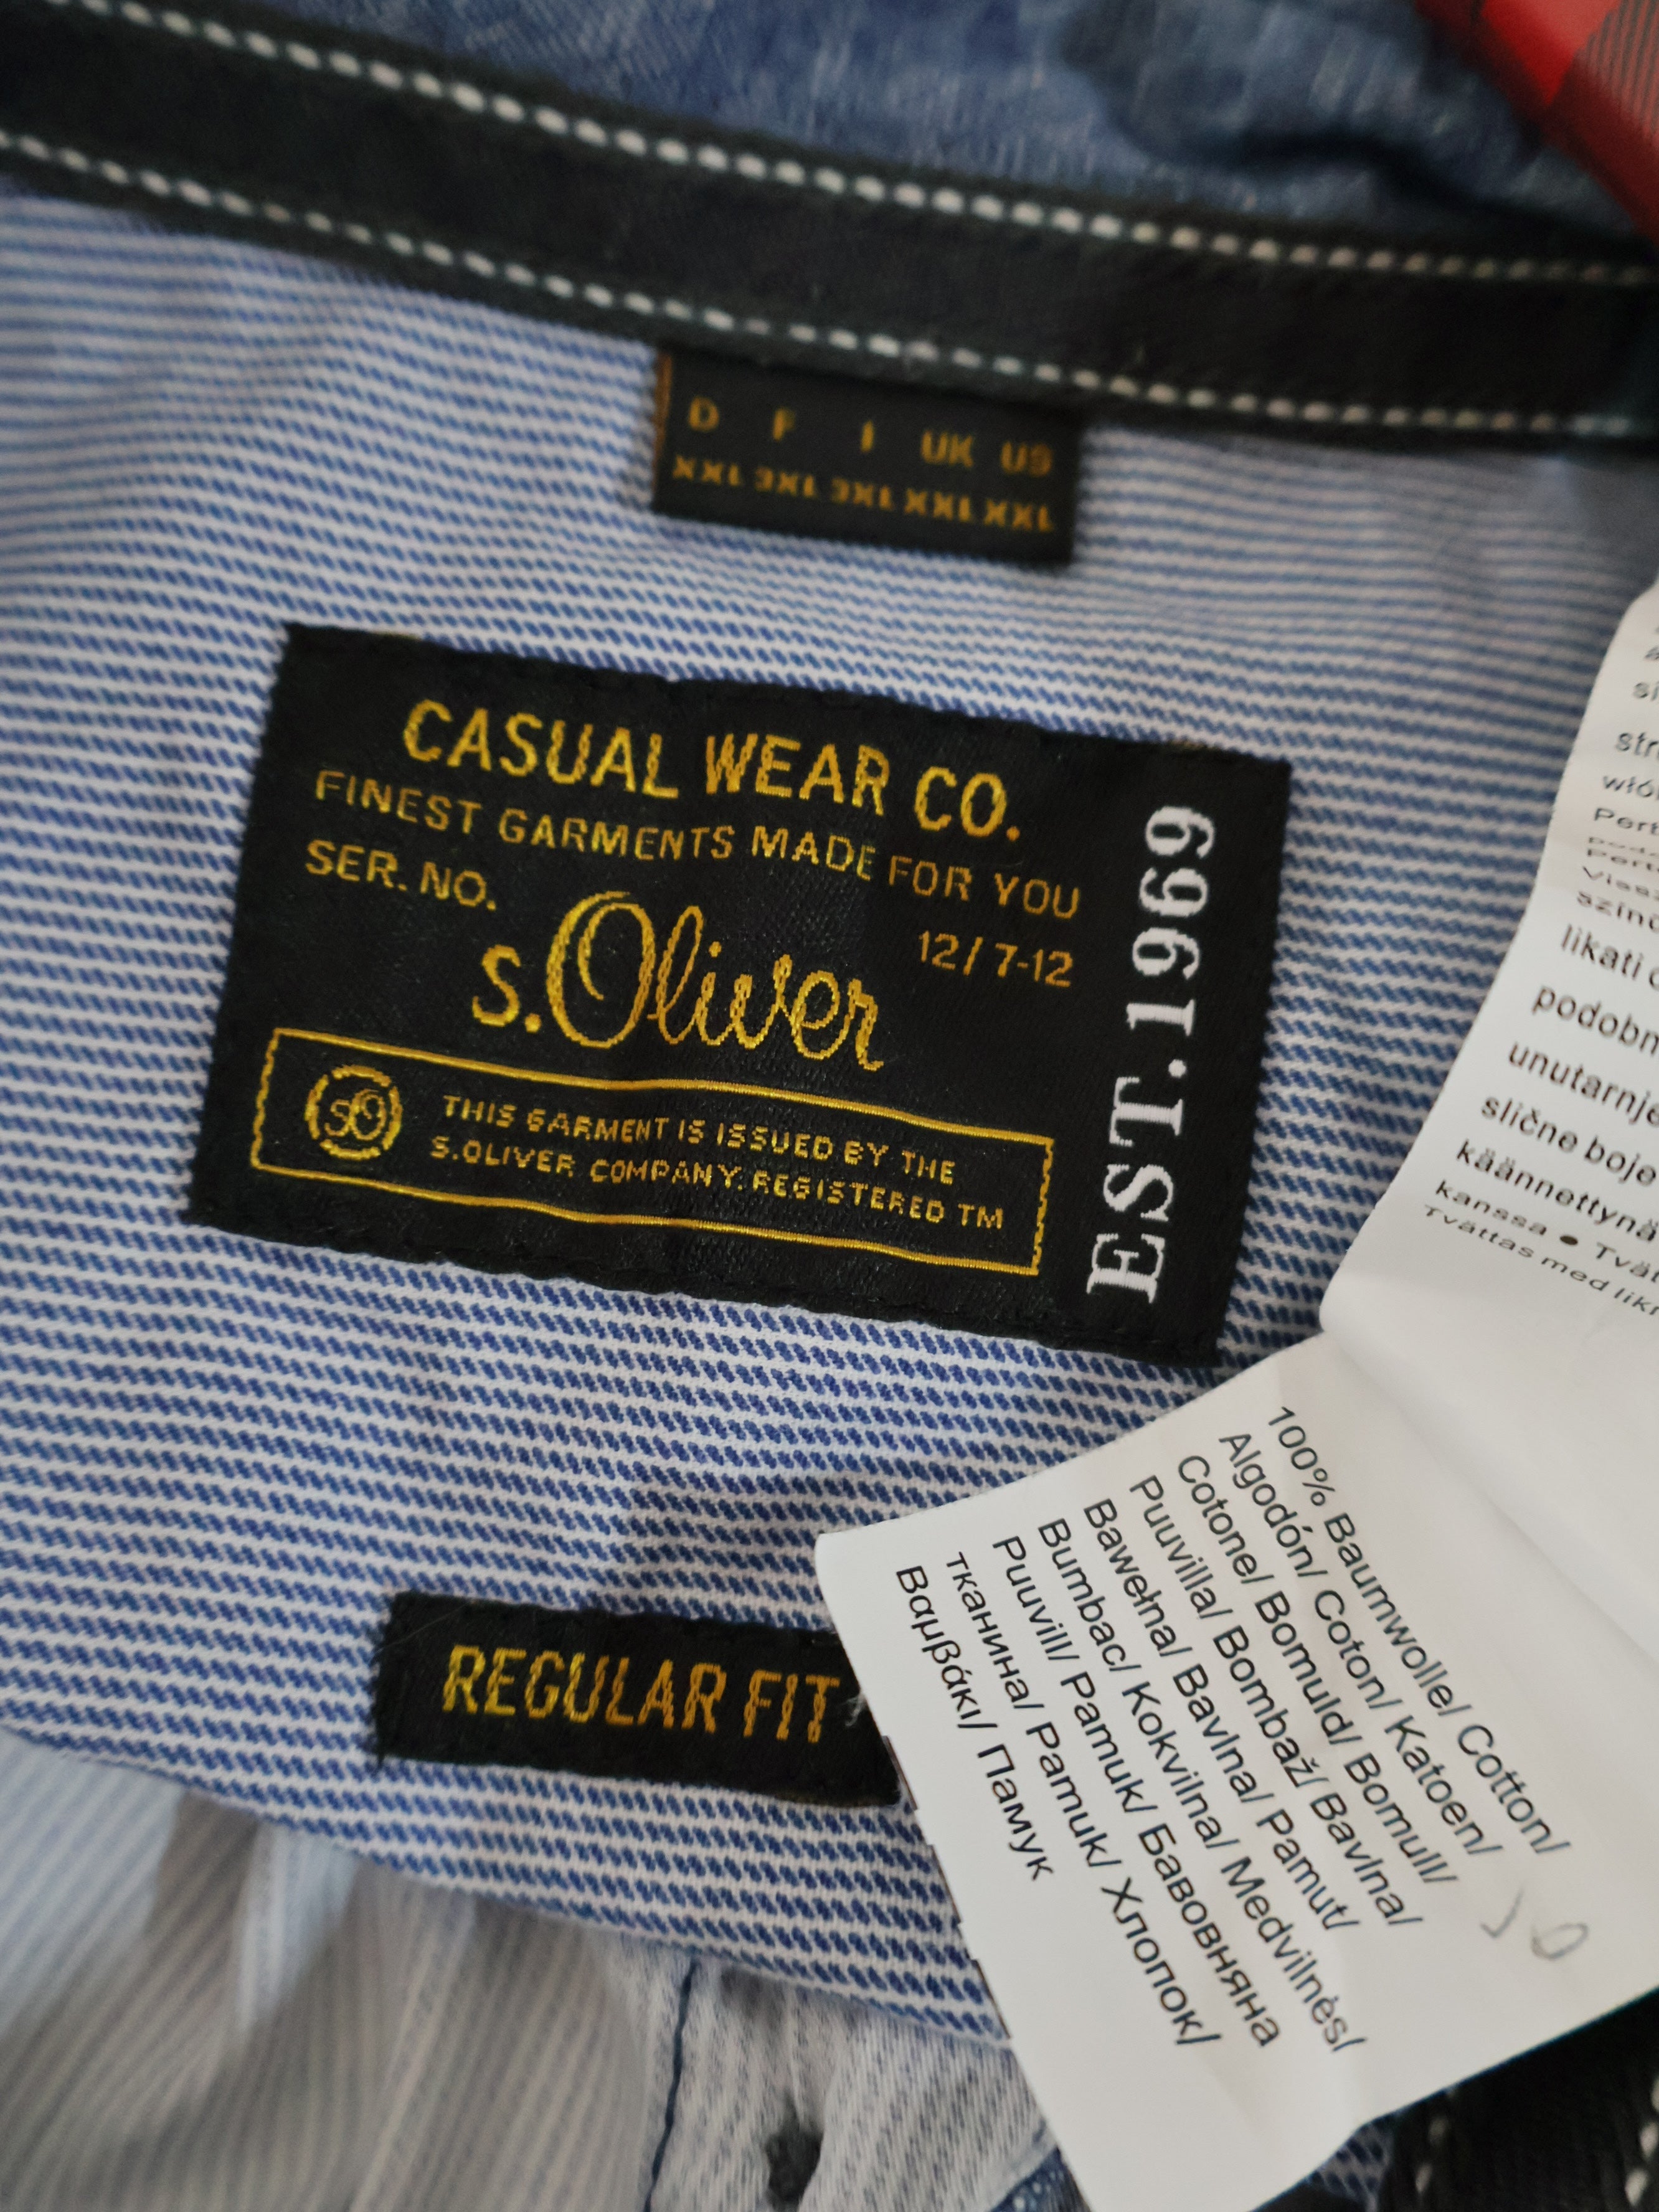 D F I UK US
XXL 3XL 3XL XXL XXL
CASUAL WEAR CO.
FINEST GARMENTS MADE FOR YOU
SER. NO.
12/7-12
s.Oliver
THIS GARMENT IS ISSUED BY THE
S.OLIVER COMPANY. REGISTERED TM
EST. 1969
REGULAR FIT
likati
podobn
unutarnje
slične boje
käännettynä
kanssa • Tvät
Tvättas med lik
100% Baumwolle/ Cotton/
Algodón/ Coton/ Katoen/
Cotone/ Bomuld/ Bomull/
Puuvilla/ Bombaž/ Bavlna/
Bawełna/ Bavlna/ Pamut/
Bumbac/ Kokvilna/ Medvilnės/
Puuvill/ Pamuk/ Бавовняна
тканина/ Pamuk/ Хлопок/
Βαμβάκι/ Памук